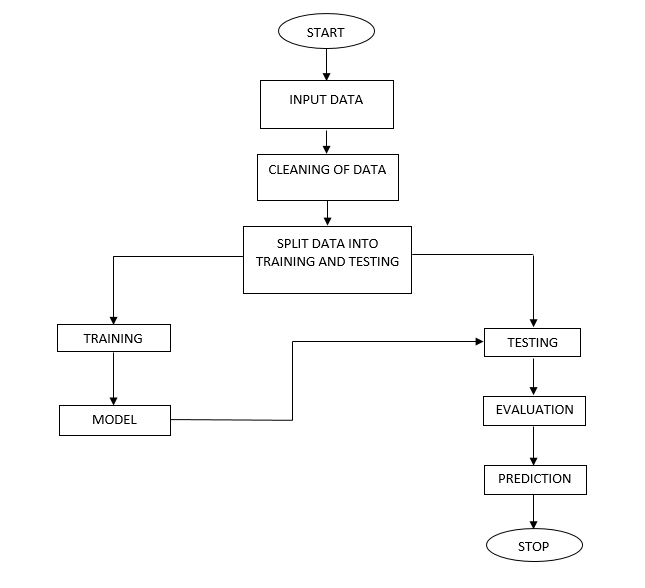 START
INPUT DATA
CLEANING OF DATA
SPLIT DATA INTO
TRAINING AND TESTING
TRAINING
TESTING
MODEL
EVALUATION
PREDICTION
STOP